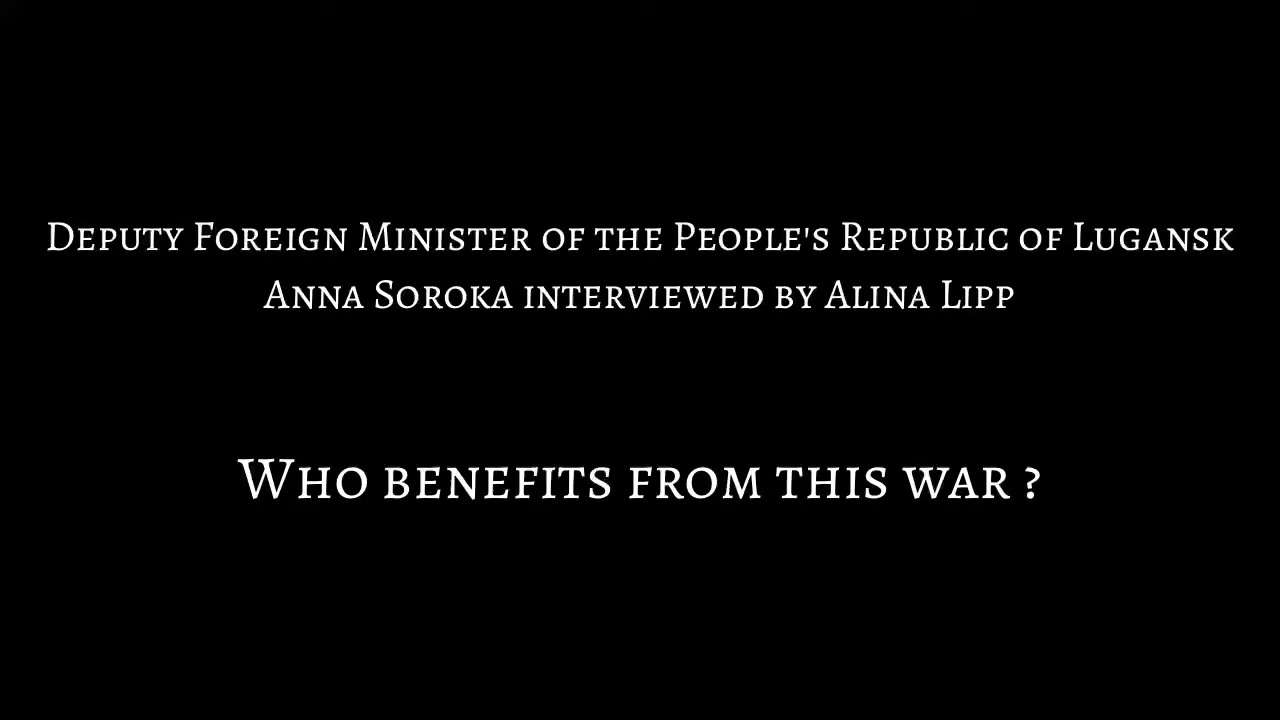 Deputy Foreign Minister of the People's Republic of Lugansk
Anna Soroka interviewed by Alina Lipp
Who benefits from this war ?